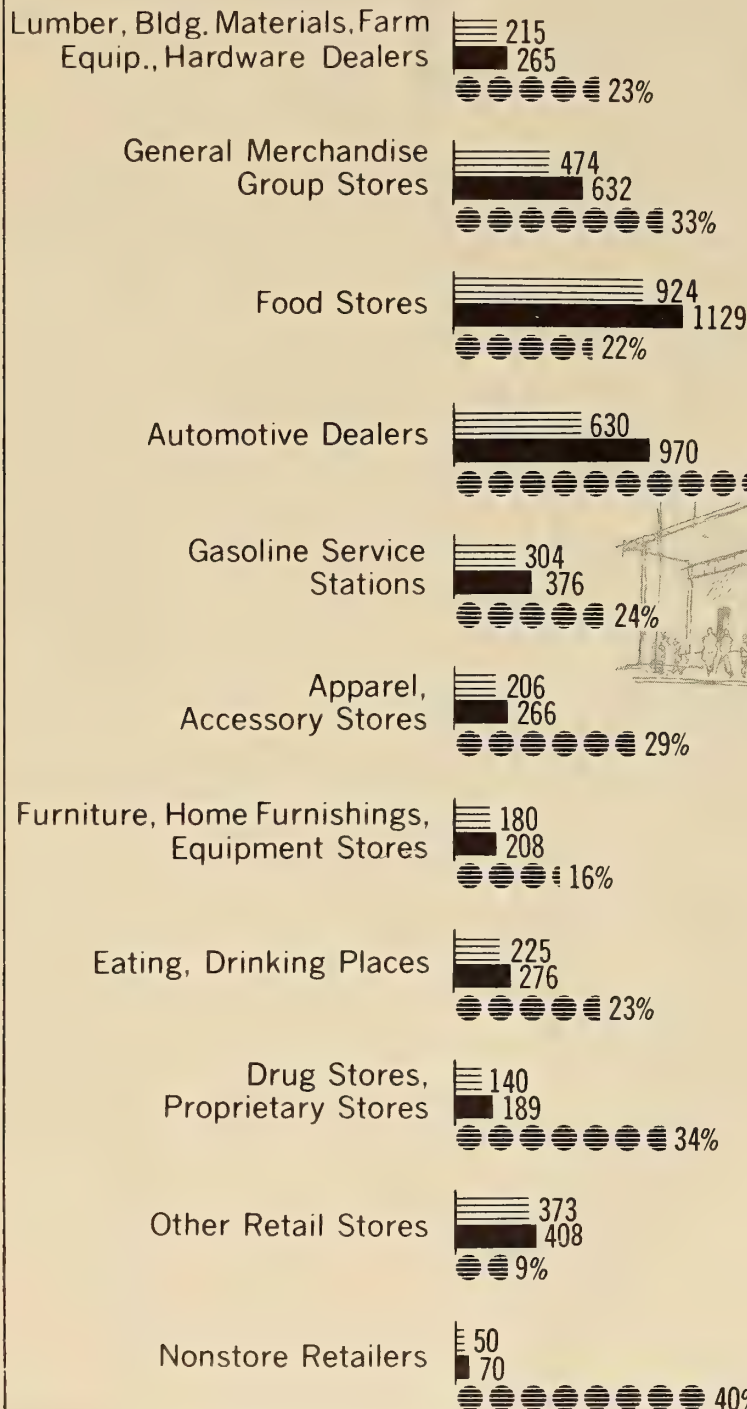 Lumber, Bldg. Materials, Farm
Equip., Hardware Dealers
215
265
23%
General Merchandise
Group Stores
474
632
33%
Food Stores
924
1129
22%
Automotive Dealers
630
970
Gasoline Service
Stations
304
376
24%
Apparel,
Accessory Stores
206
266
29%
Furniture, Home Furnishings,
Equipment Stores
180
208
16%
Eating, Drinking Places
225
276
23%
Drug Stores,
Proprietary Stores
140
189
34%
Other Retail Stores
373
408
9%
Nonstore Retailers
50
70
40%